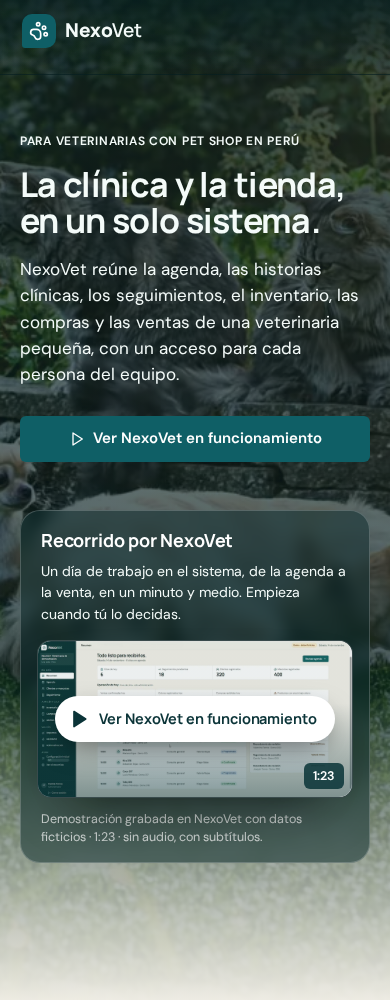 NexoVet
PARA VETERINARIAS CON PET SHOP EN PERÚ
La clínica y la tienda,
en un solo sistema.
NexoVet reúne la agenda, las historias
clínicas, los seguimientos, el inventario, las
compras y las ventas de una veterinaria
pequeña, con un acceso para cada
persona del equipo.
Ver NexoVet en funcionamiento
Recorrido por NexoVet
Un día de trabajo en el sistema, de la agenda a
la venta, en un minuto y medio. Empieza
cuando tú lo decidas.
Ver NexoVet en funcionamiento
1:23
Demostración grabada en NexoVet con datos
ficticios · 1:23 · sin audio, con subtítulos.